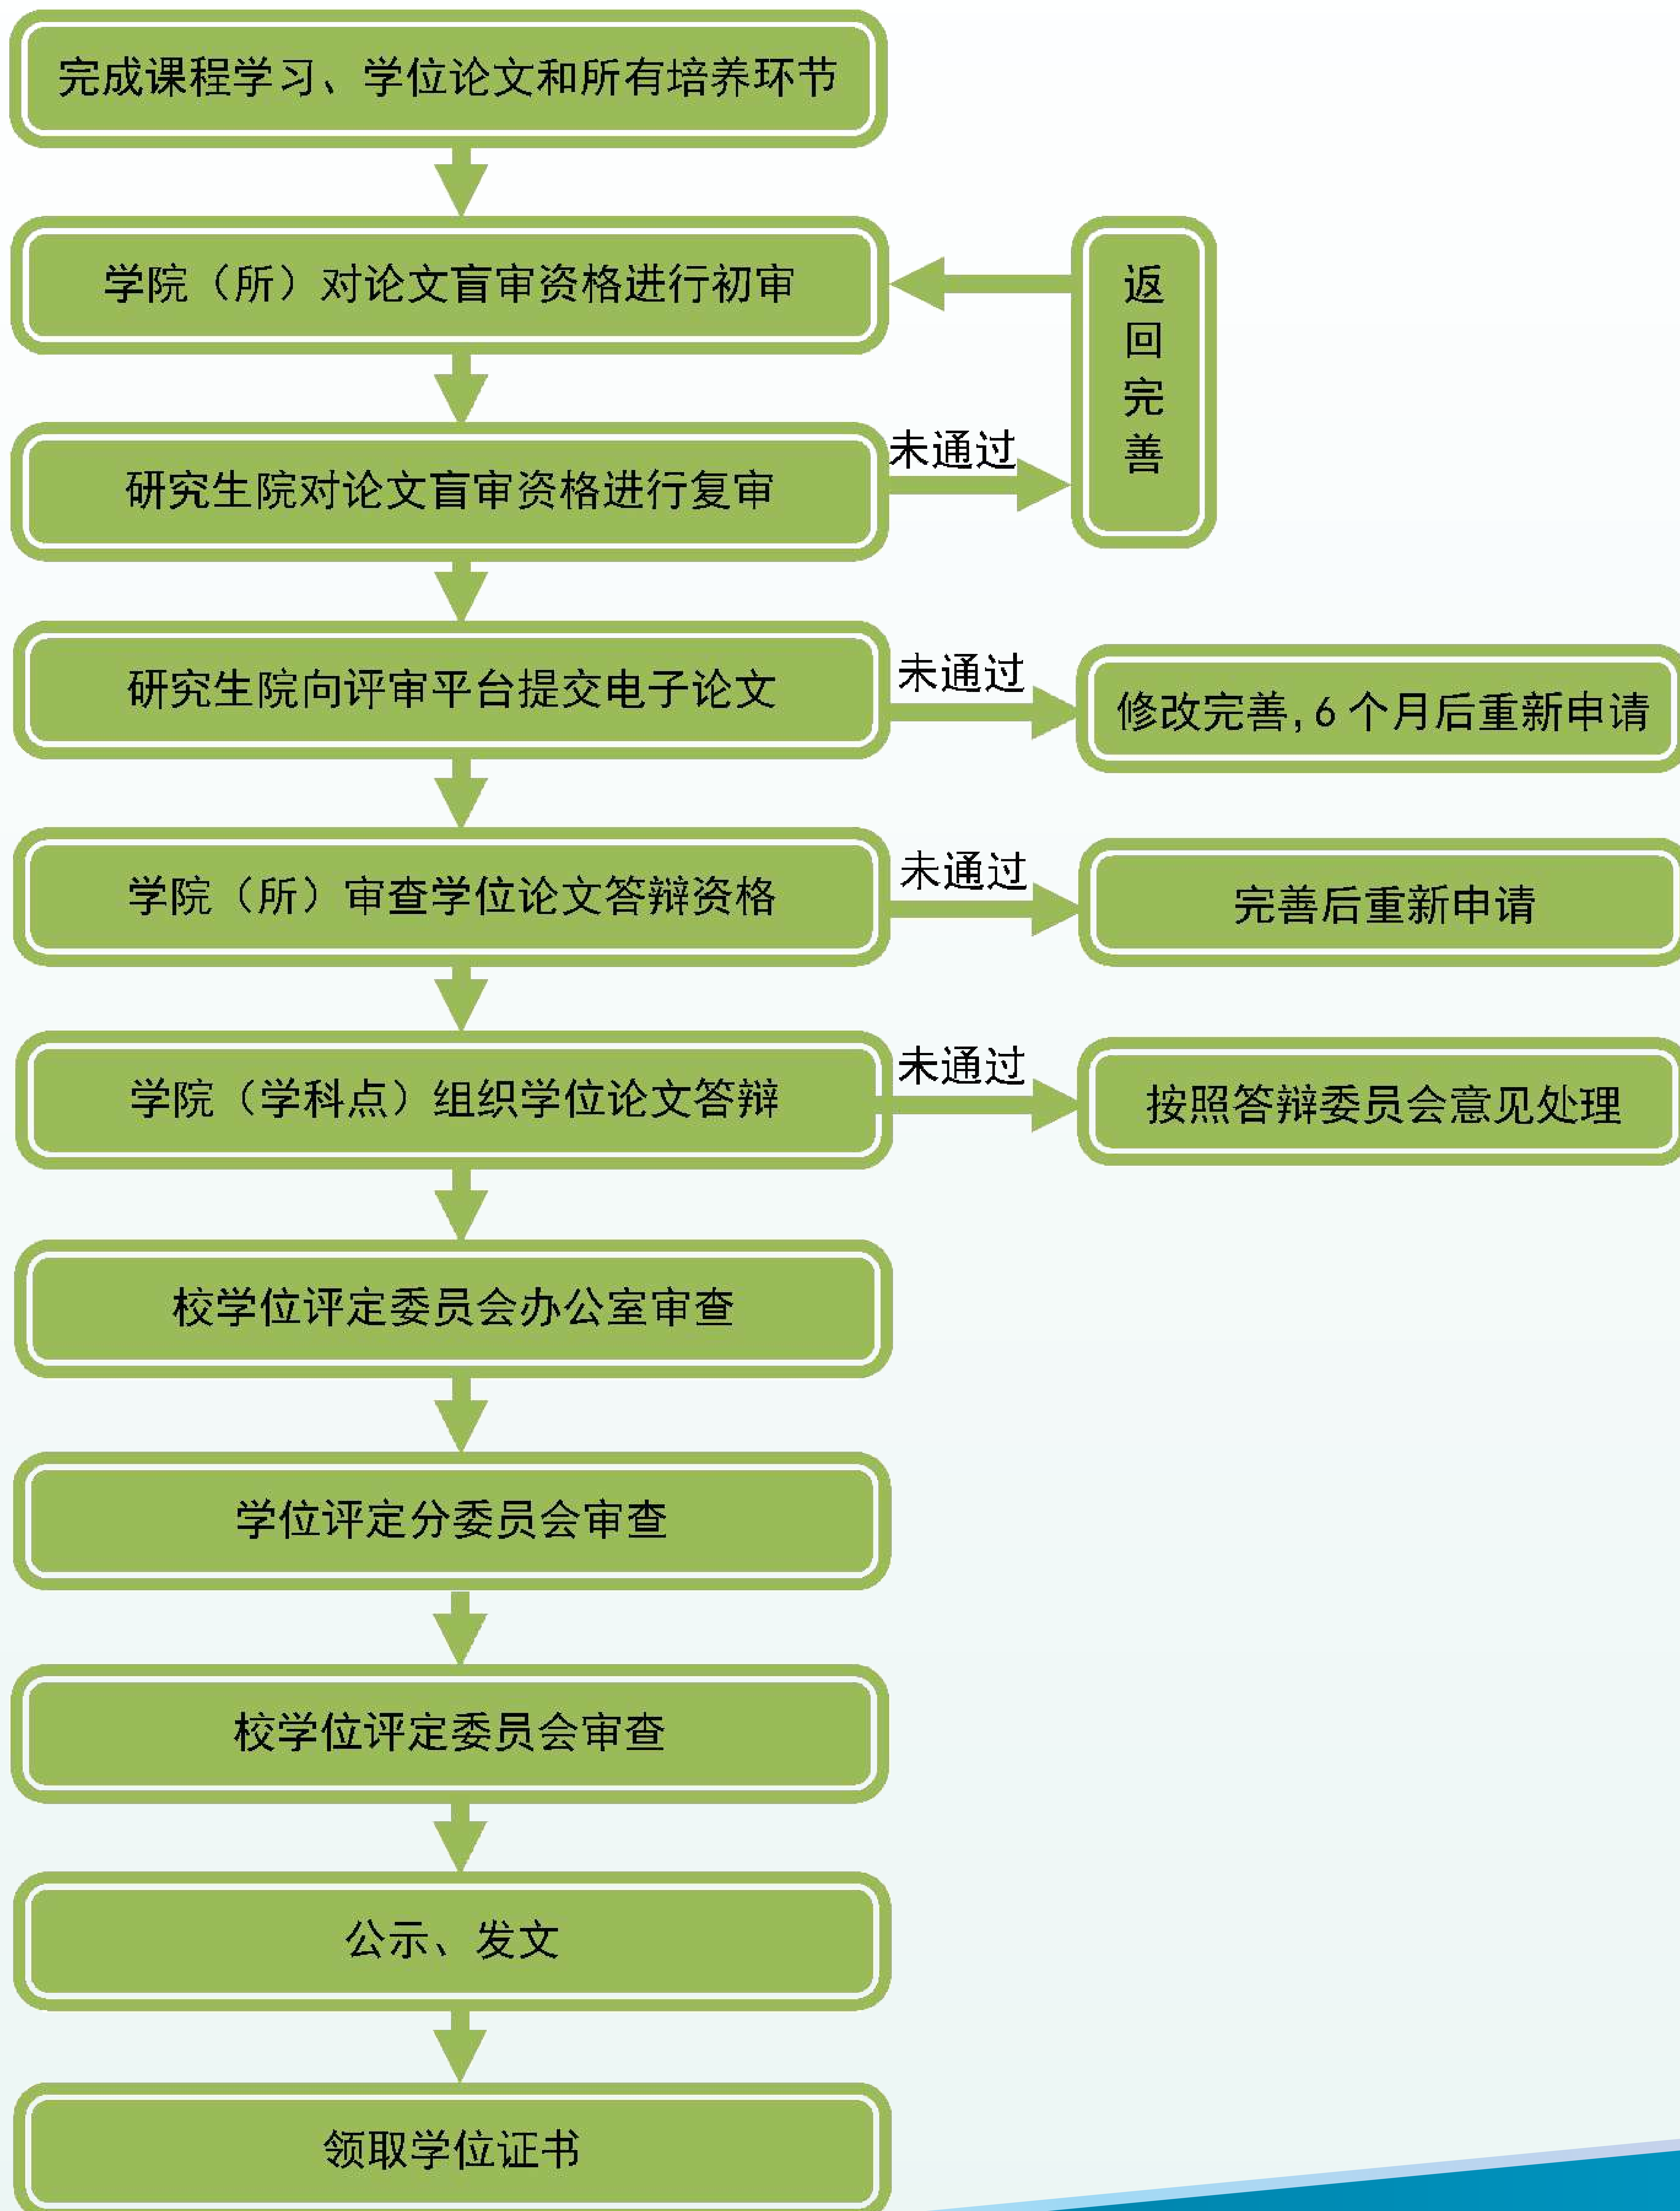 完成课程学习、学位论文和所有培养环节
学院（所）对论文盲审资格进行初审
返
回
完
善
研究生院对论文盲审资格进行复审
未通过
研究生院向评审平台提交电子论文
未通过
修改完善,6个月后重新申请
学院（所）审查学位论文答辩资格
未通过
完善后重新申请
学院（学科点）组织学位论文答辩
未通过
按照答辩委员会意见处理
校学位评定委员会办公室审查
学位评定分委员会审查
校学位评定委员会审查
公示、发文
领取学位证书